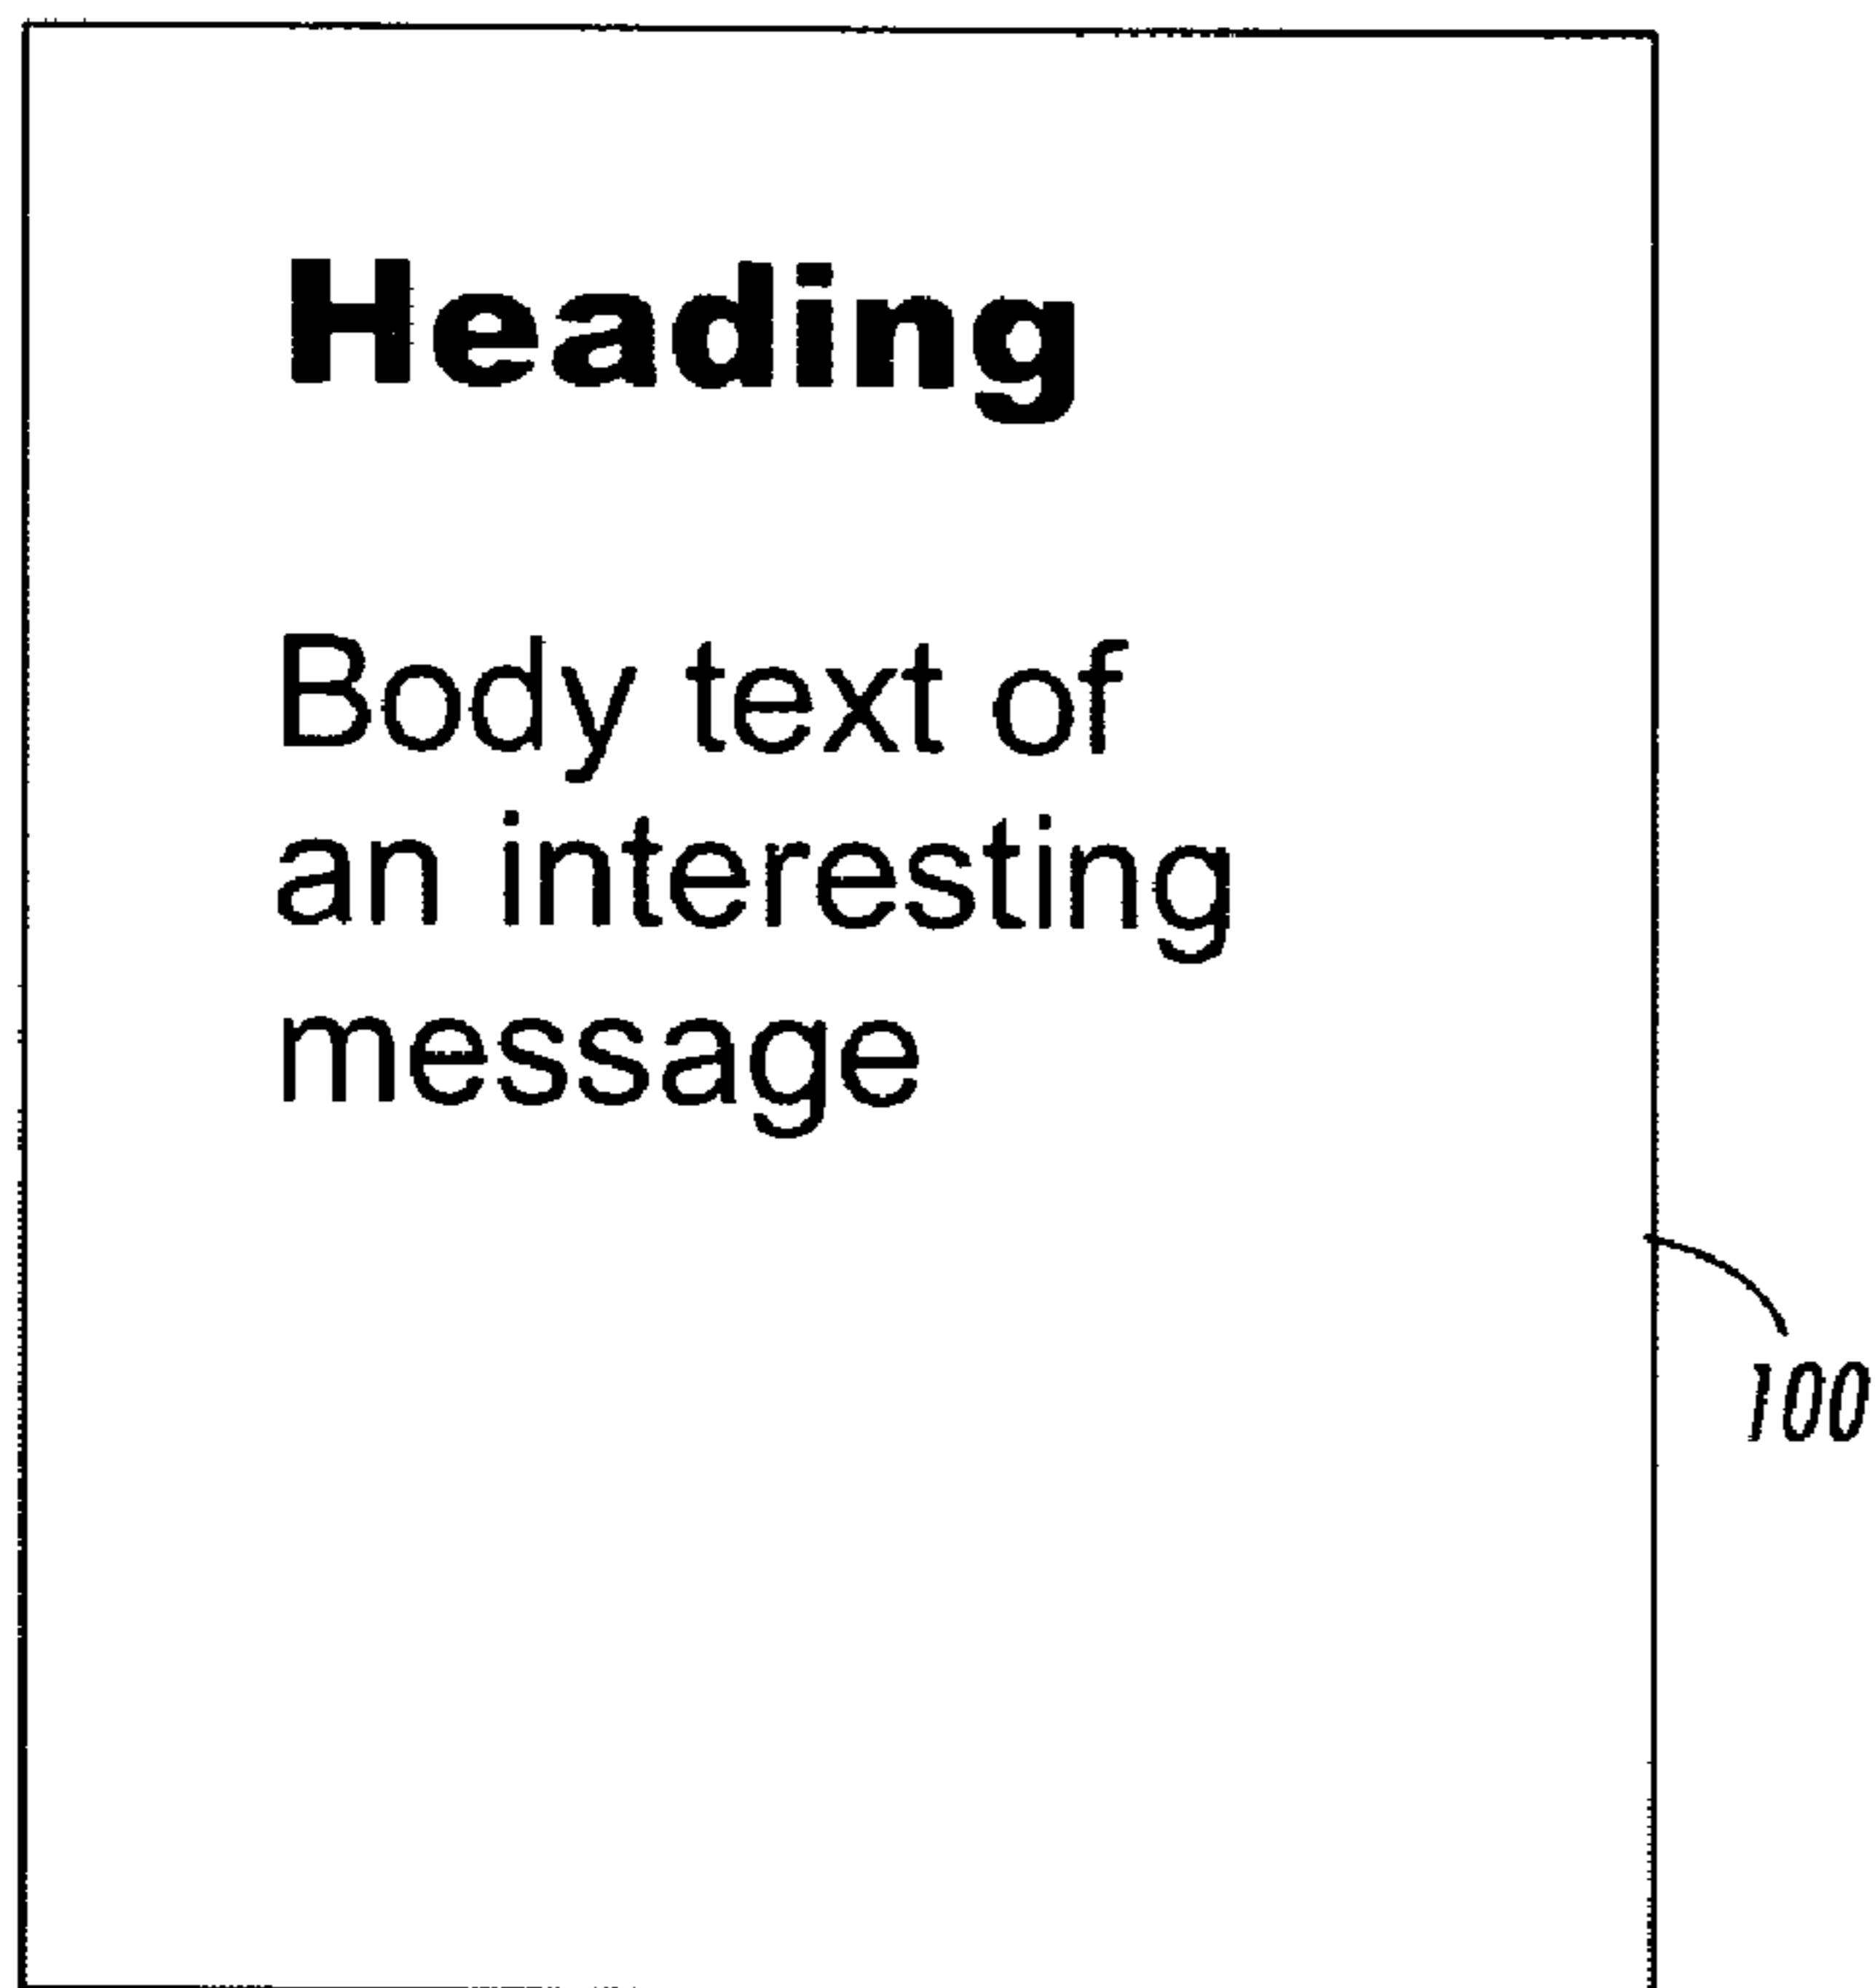 Heading
Body text of
an interesting
message
100